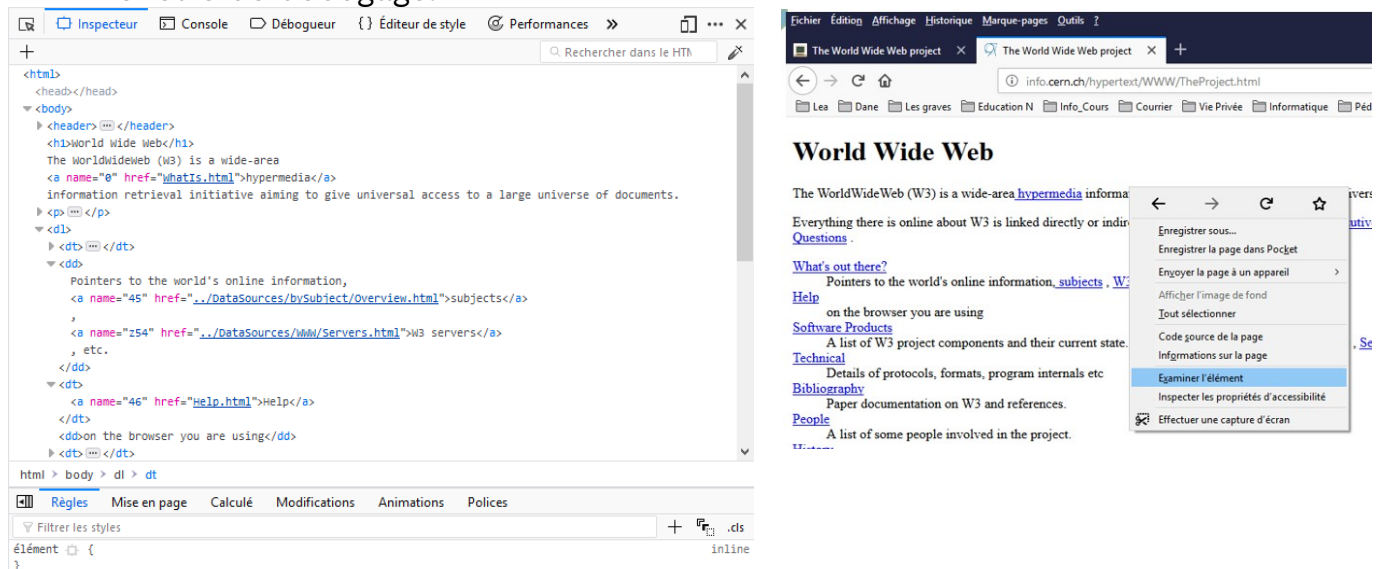 Inspecteur Console Débogueur {} Éditeur de style Performances »
+ Rechercher dans le HTM
<html>
<head></head>
<body>
<header></header>
<h1>World Wide Web</h1>
The WorldWideWeb (W3) is a wide-area
<a name="0" href="WhatIs.html">hypermedia</a>
information retrieval initiative aiming to give universal access to a large universe of documents.
<p></p>
<dl>
<dt></dt>
<dd>
Pointers to the world's online information,
<a name="45" href="../DataSources/bySubject/Overview.html">subjects</a>
,
<a name="z54" href="../DataSources/WWW/Servers.html">W3 servers</a>
, etc.
</dd>
<dt>
<a name="46" href="Help.html">Help</a>
</dt>
<dd>on the browser you are using</dd>
<dt></dt>
html > body > dl > dt
Règles Mise en page Calculé Modifications Animations Polices
Filtrer les styles + .cls
élément { inline
}
Fichier Édition Affichage Historique Marque-pages Outils ?
The World Wide Web project × The World Wide Web project × +
info.cern.ch/hypertext/WWW/TheProject.html
Lea Dane Les graves Education N Info_Cours Courrier Vie Privée Informatique Péd
World Wide Web
The WorldWideWeb (W3) is a wide-area hypermedia informa ivers
Everything there is online about W3 is linked directly or indir utiv
Questions .
What's out there?
Pointers to the world's online information, subjects , W3
Help
on the browser you are using
Software Products
A list of W3 project components and their current state. , Se
Technical
Details of protocols, formats, program internals etc
Bibliography
Paper documentation on W3 and references.
People
A list of some people involved in the project.
Enregistrer sous...
Enregistrer la page dans Pocket
Envoyer la page à un appareil >
Afficher l'image de fond
Tout sélectionner
Code source de la page
Informations sur la page
Examiner l'élément
Inspecter les propriétés d'accessibilité
Effectuer une capture d'écran